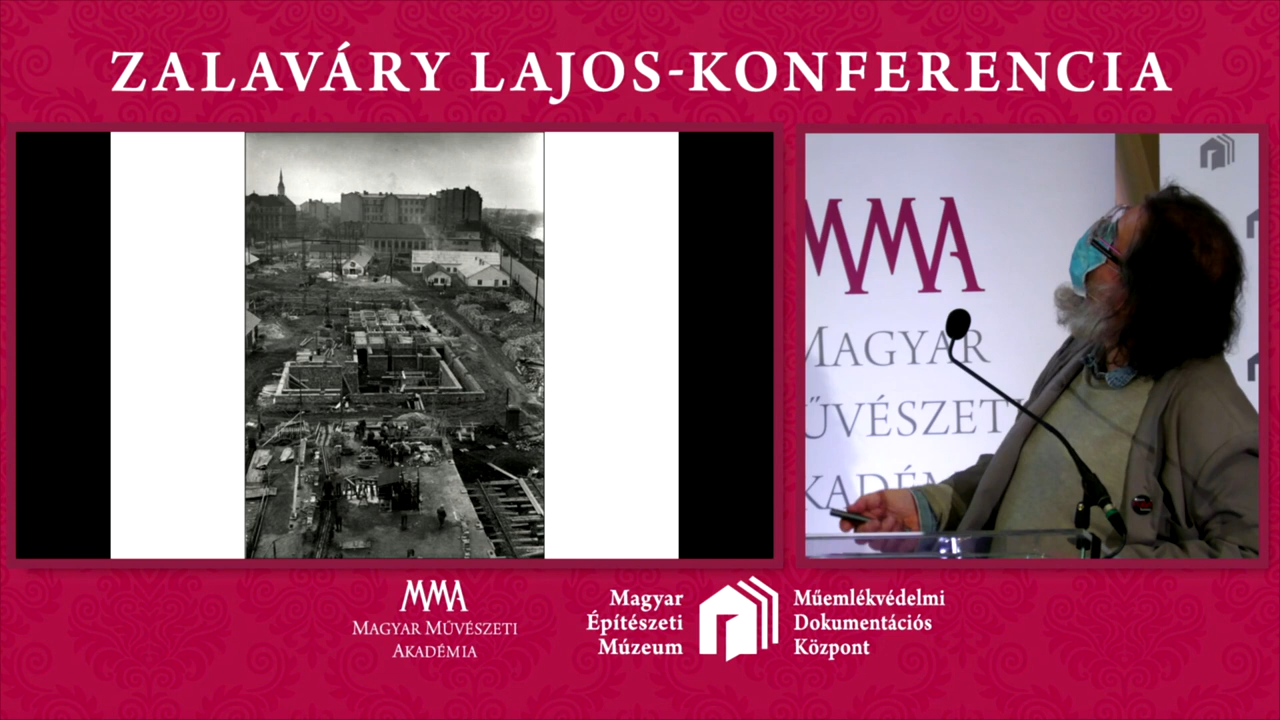 ZALAVÁRY LAJOS-KONFERENCIA
MMA
MAGYAR
MŰVÉSZETI
AKADÉM
MMA
MAGYAR MŰVÉSZETI
AKADÉMIA
Magyar
Építészeti
Múzeum
Műemlékvédelmi
Dokumentációs
Központ